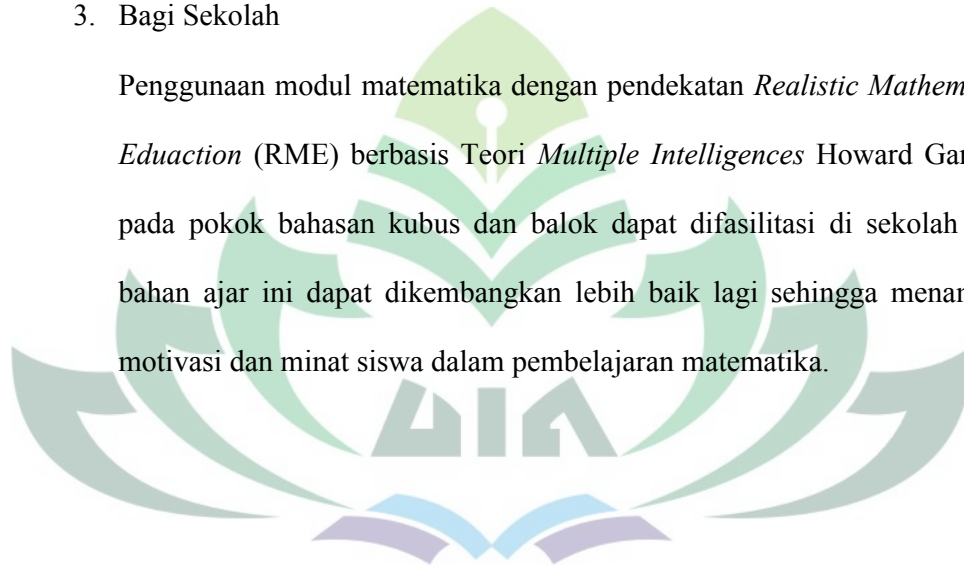 3. Bagi Sekolah
Penggunaan modul matematika dengan pendekatan Realistic Mathem
Eduaction (RME) berbasis Teori Multiple Intelligences Howard Gar
pada pokok bahasan kubus dan balok dapat difasilitasi di sekolah
bahan ajar ini dapat dikembangkan lebih baik lagi sehingga menam
motivasi dan minat siswa dalam pembelajaran matematika.
UIN